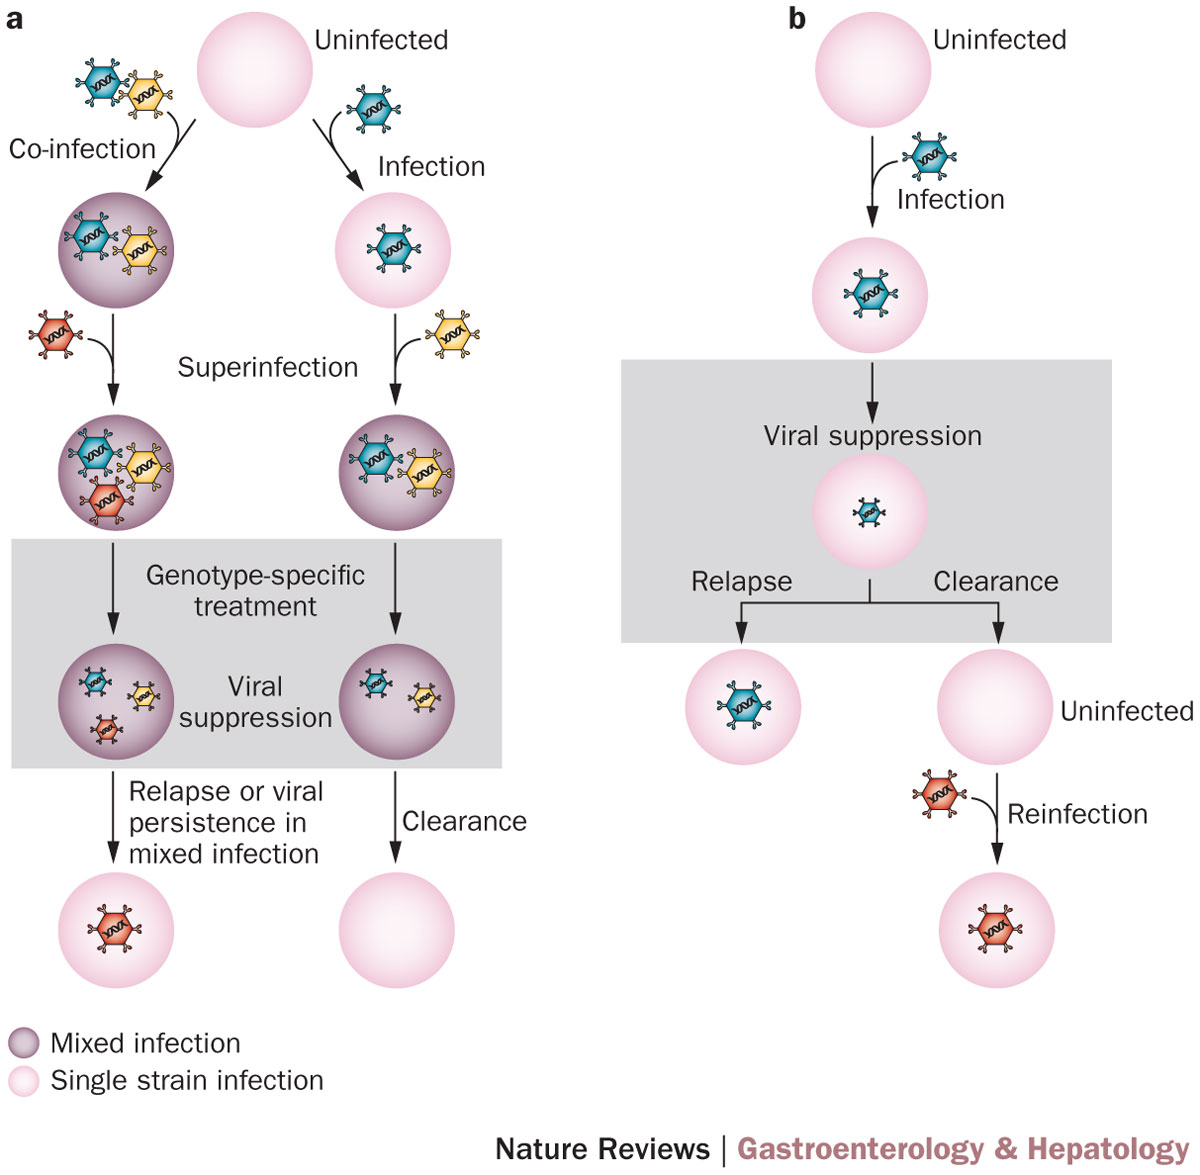 a
Uninfected
Co-infection
Infection
Superinfection
Genotype-specific
treatment
Viral
suppression
Relapse or viral
persistence in
mixed infection
Clearance
b
Uninfected
Infection
Viral suppression
Relapse
Clearance
Uninfected
Reinfection
Mixed infection
Single strain infection
Nature Reviews | Gastroenterology & Hepatology